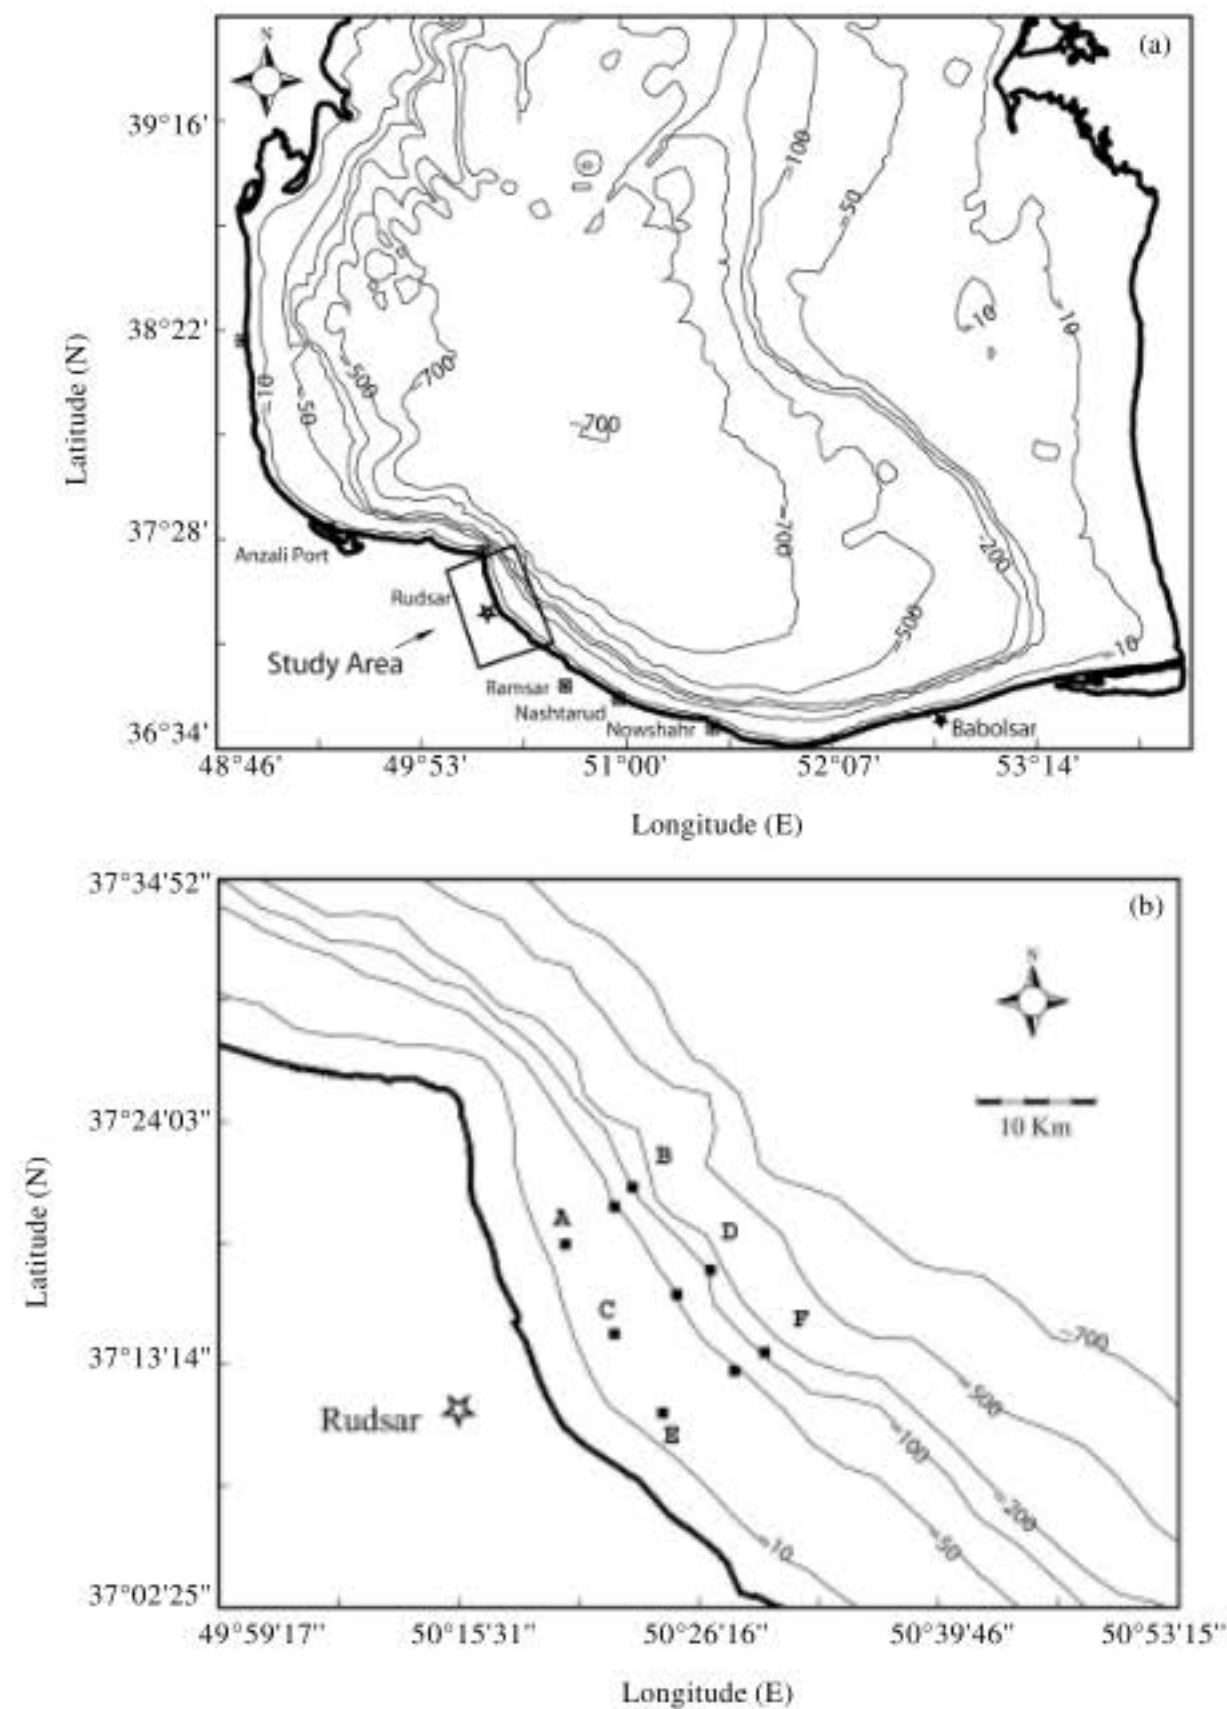 (a)
N
39°16'
-100
-50
38°22'
-10
-10
-500
-700
-10
-50
-700
Latitude (N)
-700
37°28'
Anzali Port
-200
Rudsar
-500
Study Area
-10
Ramsar
Nashtarud
Nowshahr
Babolsar
36°34'
48°46' 49°53' 51°00' 52°07' 53°14'
Longitude (E)
37°34'52"
(b)
N
37°24'03"
10 Km
B
A
D
Latitude (N)
C
F
-700
37°13'14"
-500
Rudsar
E
-100
-200
-10
-50
37°02'25"
49°59'17" 50°15'31" 50°26'16" 50°39'46" 50°53'15"
Longitude (E)